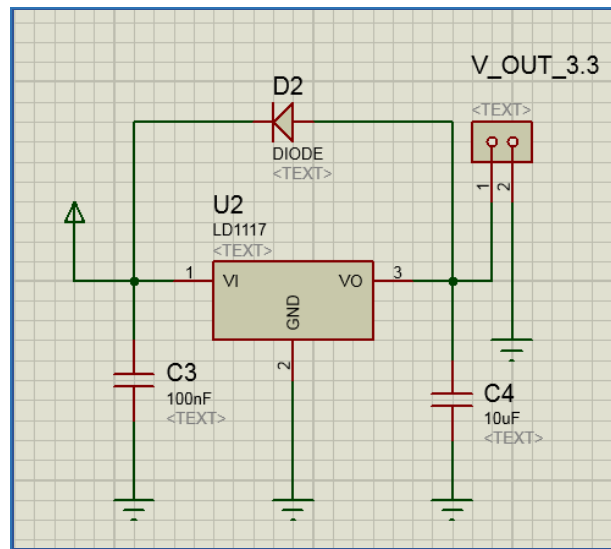 V_OUT_3.3
<TEXT>
D2
DIODE
<TEXT>
1
2
U2
LD1117
<TEXT>
1
VI
VO
3
GND
2
C3
100nF
<TEXT>
C4
10uF
<TEXT>